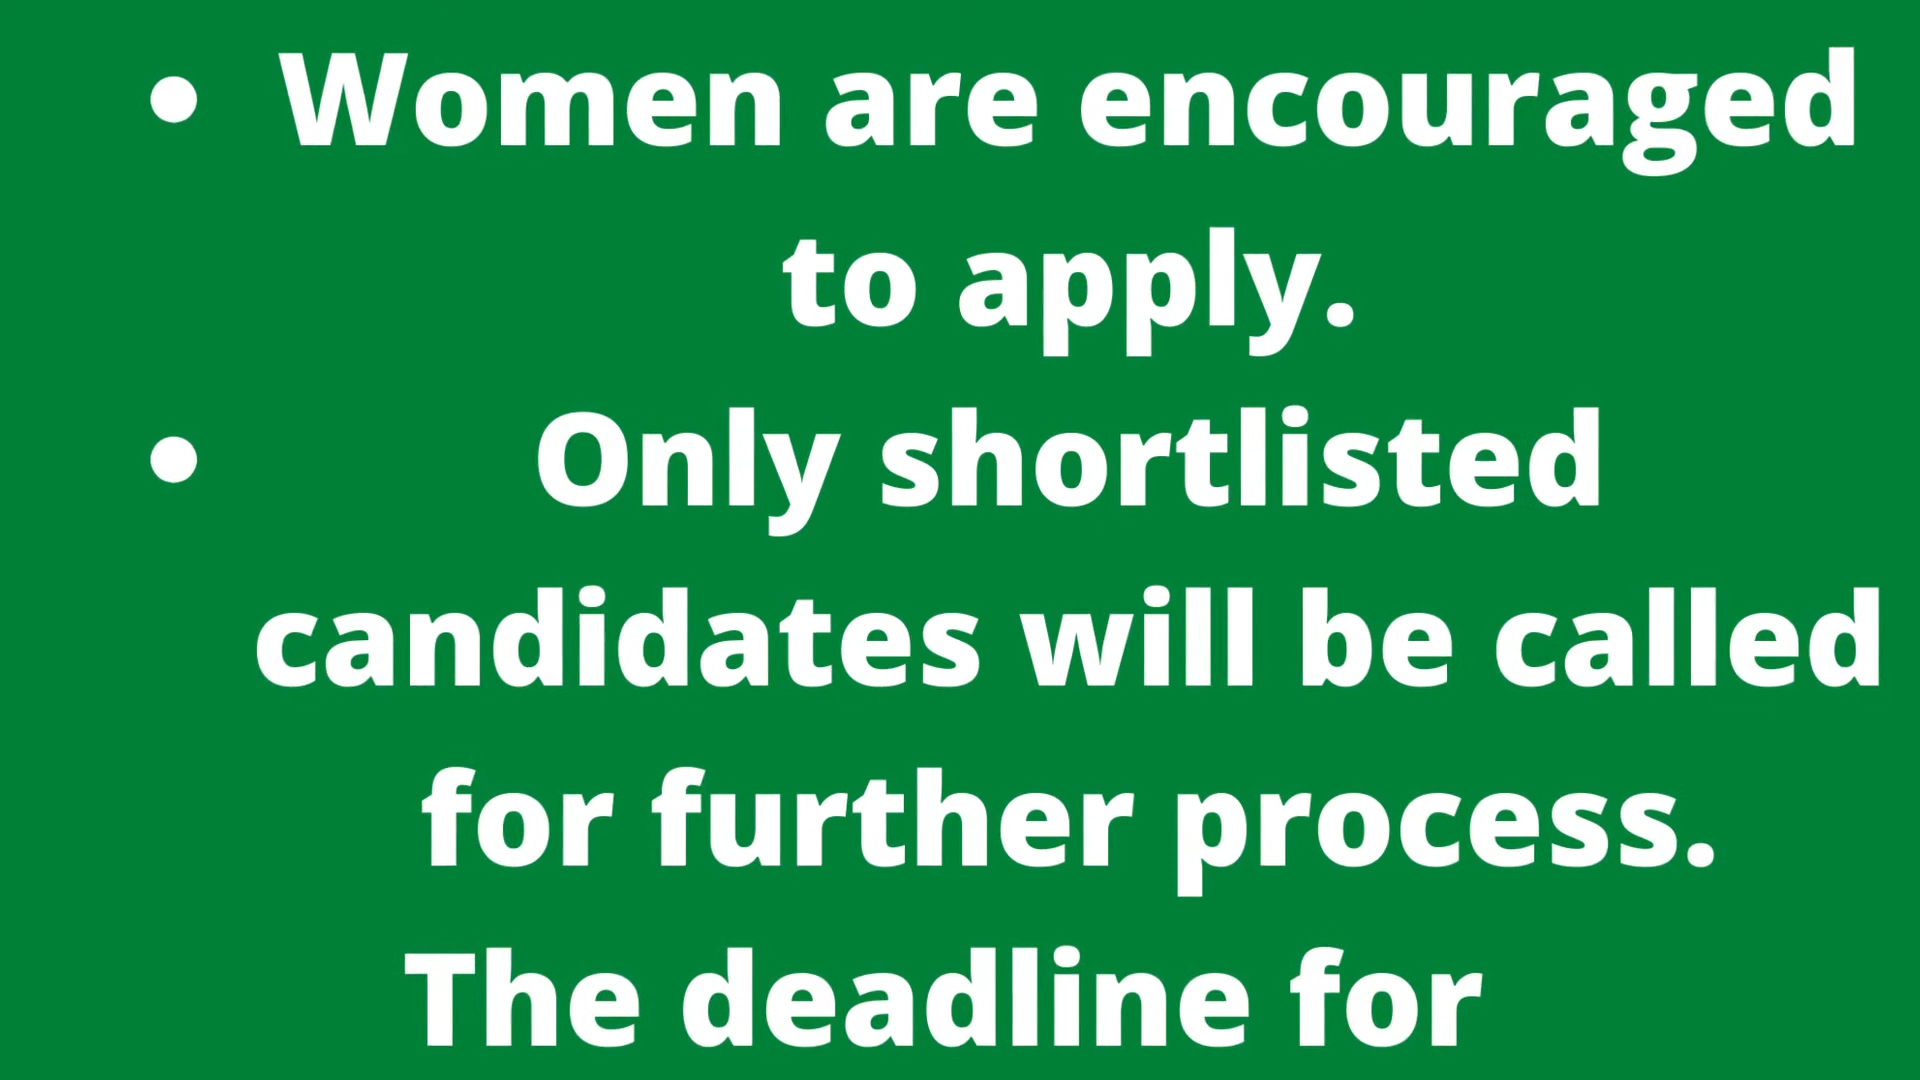 • Women are encouraged
to apply.
• Only shortlisted
candidates will be called
for further process.
The deadline for